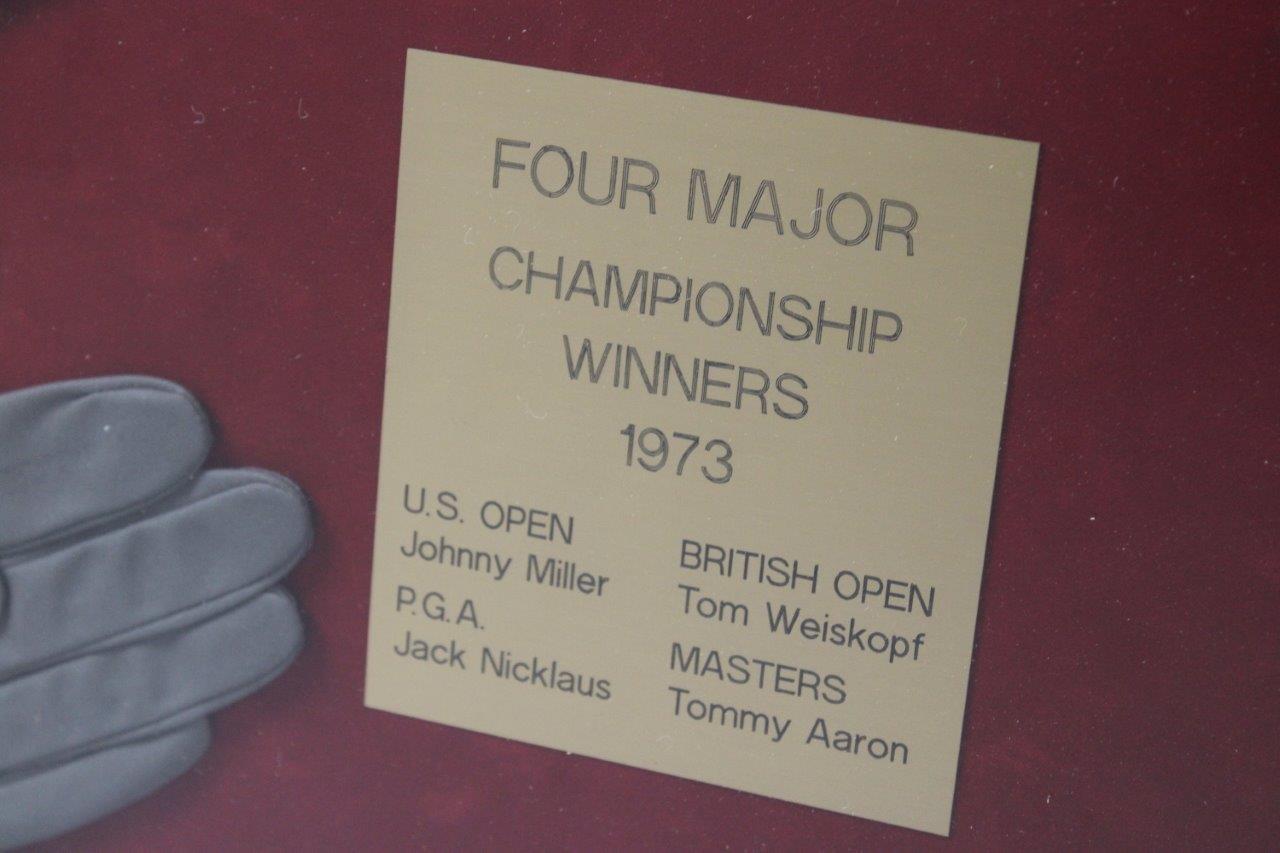 FOUR MAJOR
CHAMPIONSHIP
WINNERS
1973
U.S. OPEN
Johnny Miller
P.G.A.
Jack Nicklaus
BRITISH OPEN
Tom Weiskopf
MASTERS
Tommy Aaron